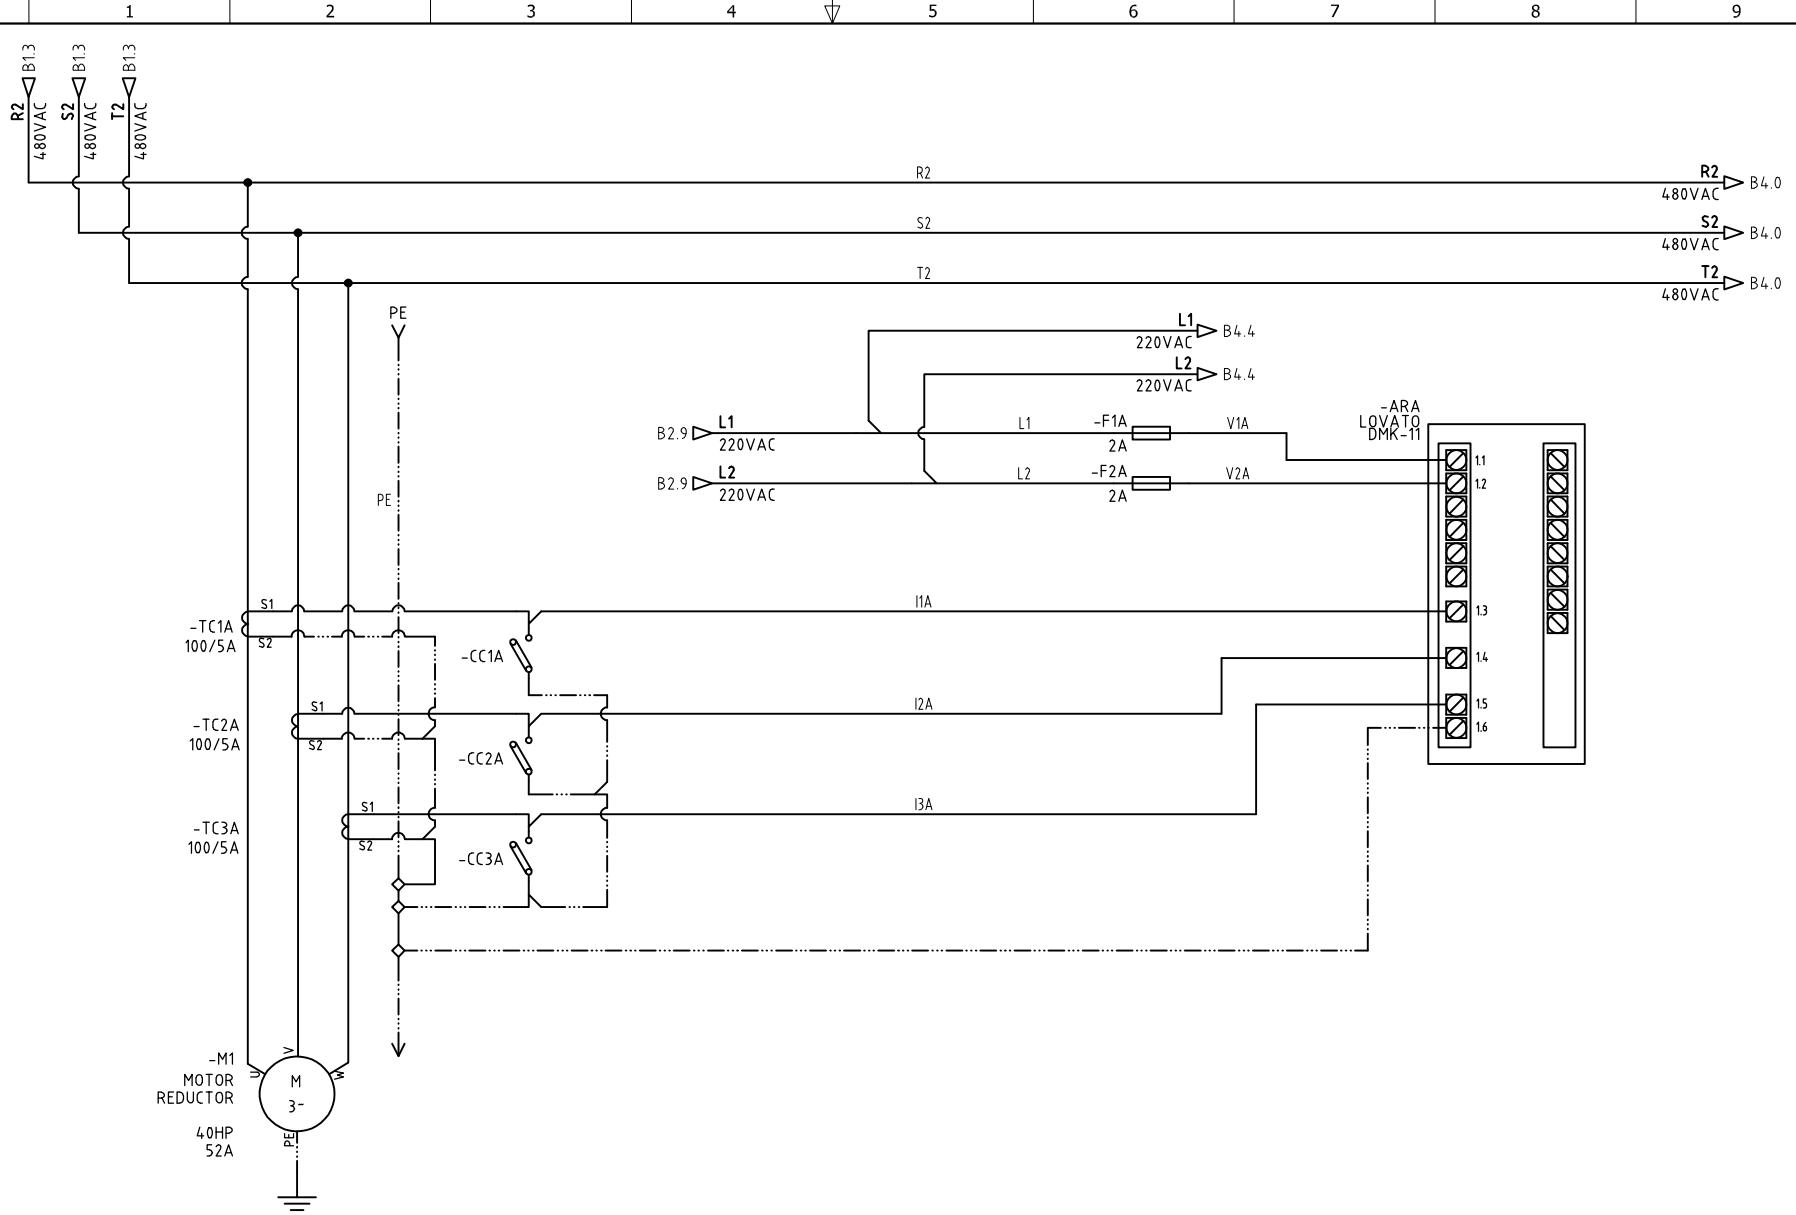 1 2 3 4 5 6 7 8 9
B1.3 B1.3 B1.3
R2 S2 T2
480VAC 480VAC 480VAC
R2
R2
480VAC
B4.0
S2
S2
480VAC
B4.0
T2
T2
480VAC
B4.0
PE
L1
220VAC
B4.4
L2
220VAC
B4.4
-ARA
LOVATO
DMK-11
B2.9
L1
220VAC
L1
-F1A
2A
V1A
1.1
B2.9
L2
220VAC
L2
-F2A
2A
V2A
1.2
PE
S1
I1A
1.3
-TC1A
100/5A
S2
-CC1A
1.4
S1
I2A
1.5
-TC2A
100/5A
S2
-CC2A
1.6
S1
I3A
-TC3A
100/5A
S2
-CC3A
-M1
MOTOR
REDUCTOR
40HP
52A
U
V
W
M
3~
PE